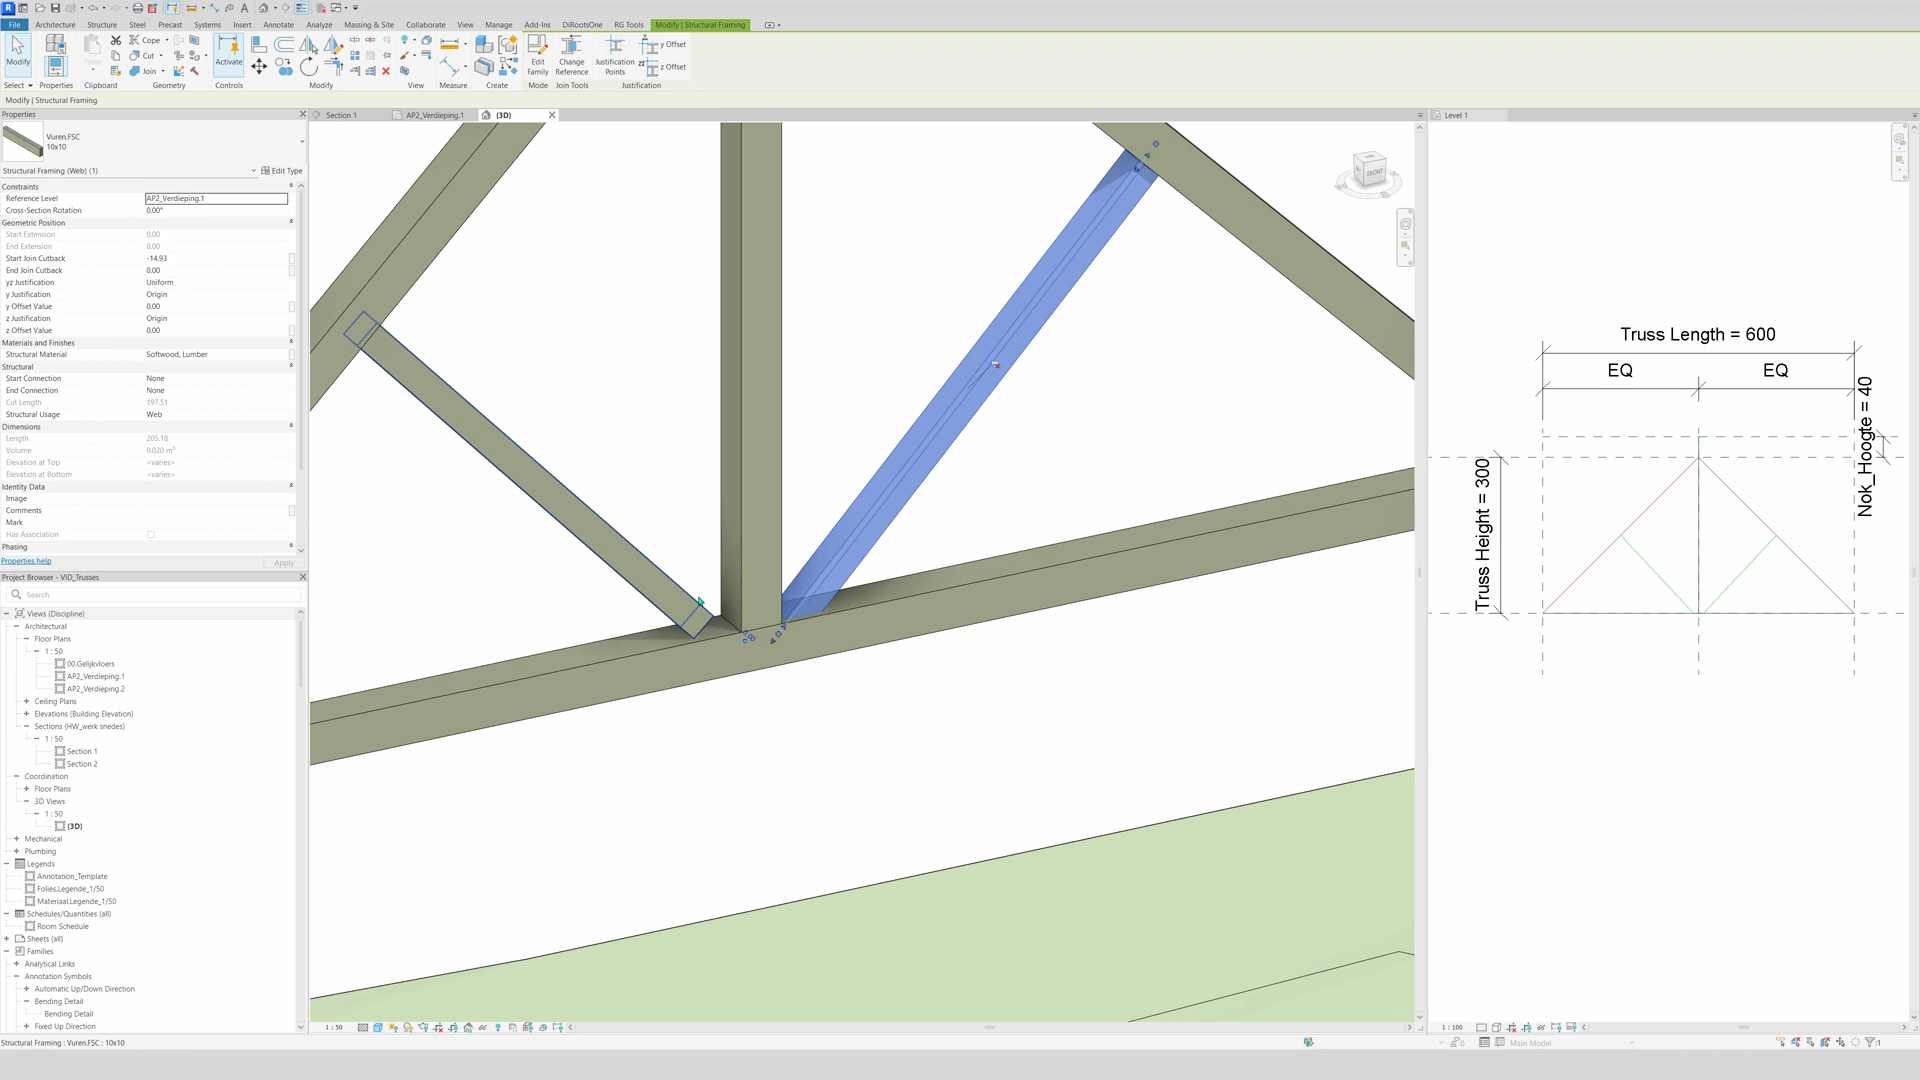 File Architecture Structure Steel Precast Systems Insert Annotate Analyze Massing & Site Collaborate View Manage Add-Ins DiRootsOne RG Tools Modify | Structural Framing
Modify Cope Cut Join Activate Edit Family Change Reference Justification Points y Offset z Offset
Select Properties Clipboard Geometry Controls Modify View Measure Create Mode Join Tools Justification
Modify | Structural Framing
Properties
Vuren.FSC
10x10
Structural Framing (Web) (1) Edit Type
Constraints
Reference Level AP2_Verdieping.1
Cross-Section Rotation 0.00°
Geometric Position
Start Extension 0.00
End Extension 0.00
Start Join Cutback -14.93
End Join Cutback 0.00
yz Justification Uniform
y Justification Origin
y Offset Value 0.00
z Justification Origin
z Offset Value 0.00
Materials and Finishes
Structural Material Softwood, Lumber
Structural
Start Connection None
End Connection None
Cut Length 197.51
Structural Usage Web
Dimensions
Length 205.18
Volume 0.020 m³
Elevation at Top <varies>
Elevation at Bottom <varies>
Identity Data
Image
Comments
Mark
Has Association
Phasing
Properties help Apply
Project Browser - VID_Trusses
Search
Views (Discipline)
Architectural
Floor Plans
1 : 50
00.Gelijkvloers
AP2_Verdieping.1
AP2_Verdieping.2
Ceiling Plans
Elevations (Building Elevation)
Sections (HW_werk snedes)
1 : 50
Section 1
Section 2
Coordination
Floor Plans
3D Views
1 : 50
{3D}
Mechanical
Plumbing
Legends
Annotation_Template
Folies.Legende_1/50
Materiaal.Legende_1/50
Schedules/Quantities (all)
Room Schedule
Sheets (all)
Families
Analytical Links
Annotation Symbols
Automatic Up/Down Direction
Bending Detail
Bending Detail
Fixed Up Direction
Structural Framing : Vuren.FSC : 10x10
Section 1 AP2_Verdieping.1 {3D}
FRONT
1 : 50
Level 1
Truss Length = 600
EQ EQ
Nok_Hoogte = 40
Truss Height = 300
1 : 100
Main Model
:0
:1